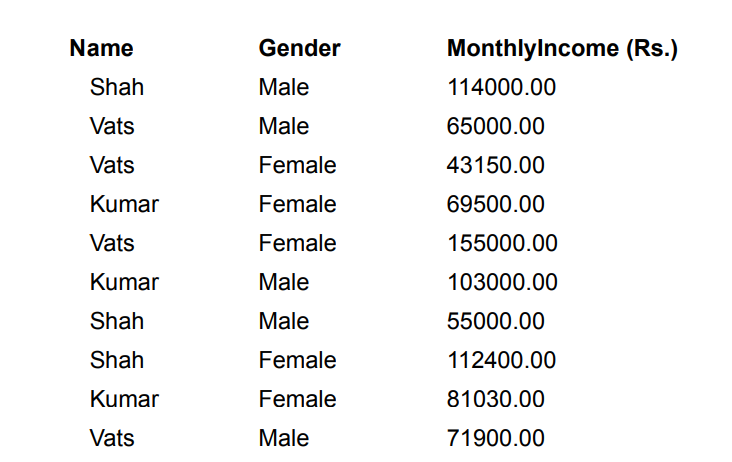 Name Gender MonthlyIncome (Rs.)
Shah Male 114000.00
Vats Male 65000.00
Vats Female 43150.00
Kumar Female 69500.00
Vats Female 155000.00
Kumar Male 103000.00
Shah Male 55000.00
Shah Female 112400.00
Kumar Female 81030.00
Vats Male 71900.00